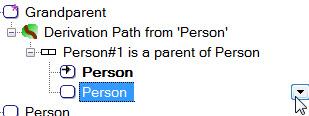 Grandparent
Derivation Path from 'Person'
Person#1 is a parent of Person
Person
Person
Person